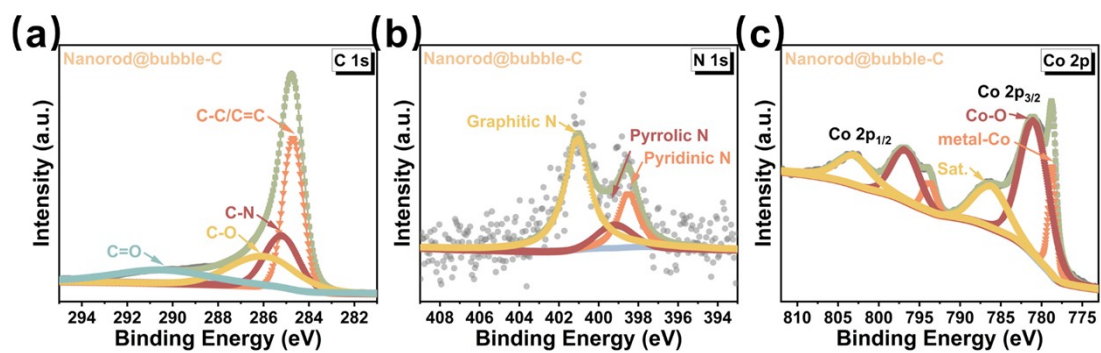 (a)
Nanorod@bubble-C
C 1s
C-C/C=C
C-N
C-O
C=O
Intensity (a.u.)
294 292 290 288 286 284 282
Binding Energy (eV)
(b)
Nanorod@bubble-C
N 1s
Graphitic N
Pyrrolic N
Pyridinic N
Intensity (a.u.)
408 406 404 402 400 398 396 394
Binding Energy (eV)
(c)
Nanorod@bubble-C
Co 2p
Co 2p3/2
Co-O
Co 2p1/2
metal-Co
Sat.
Intensity (a.u.)
810 805 800 795 790 785 780 775
Binding Energy (eV)